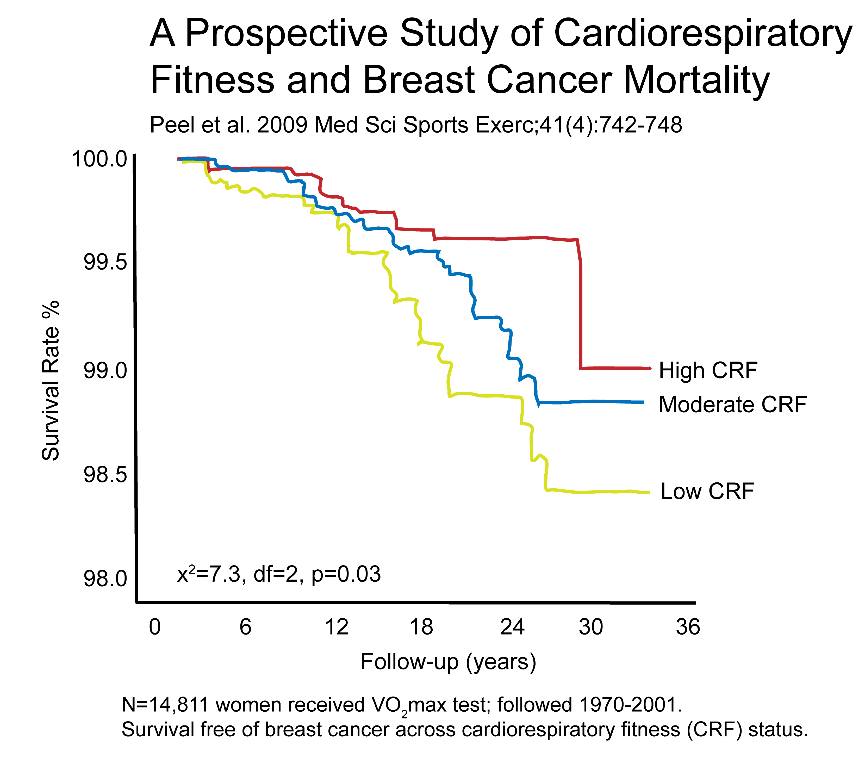 A Prospective Study of Cardiorespiratory
Fitness and Breast Cancer Mortality
Peel et al. 2009 Med Sci Sports Exerc;41(4):742-748
100.0
99.5
99.0
98.5
98.0
Survival Rate %
High CRF
Moderate CRF
Low CRF
x²=7.3, df=2, p=0.03
0 6 12 18 24 30 36
Follow-up (years)
N=14,811 women received VO₂max test; followed 1970-2001.
Survival free of breast cancer across cardiorespiratory fitness (CRF) status.